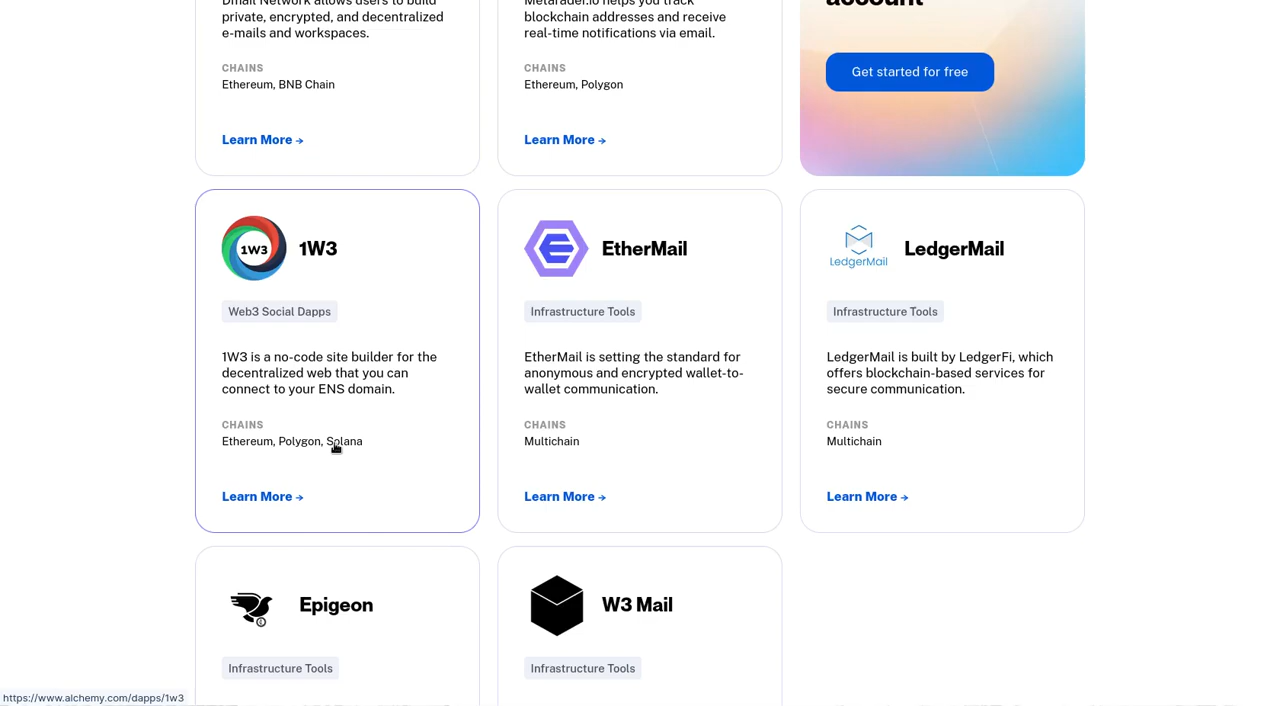 Dmail Network allows users to build
private, encrypted, and decentralized
e-mails and workspaces.
CHAINS
Ethereum, BNB Chain
Learn More →
Metarader.io helps you track
blockchain addresses and receive
real-time notifications via email.
CHAINS
Ethereum, Polygon
Learn More →
account
Get started for free
1W3
1W3
Web3 Social Dapps
1W3 is a no-code site builder for the
decentralized web that you can
connect to your ENS domain.
CHAINS
Ethereum, Polygon, Solana
Learn More →
EtherMail
Infrastructure Tools
EtherMail is setting the standard for
anonymous and encrypted wallet-to-
wallet communication.
CHAINS
Multichain
Learn More →
LedgerMail
LedgerMail
Infrastructure Tools
LedgerMail is built by LedgerFi, which
offers blockchain-based services for
secure communication.
CHAINS
Multichain
Learn More →
Epigeon
Infrastructure Tools
W3 Mail
Infrastructure Tools
https://www.alchemy.com/dapps/1w3